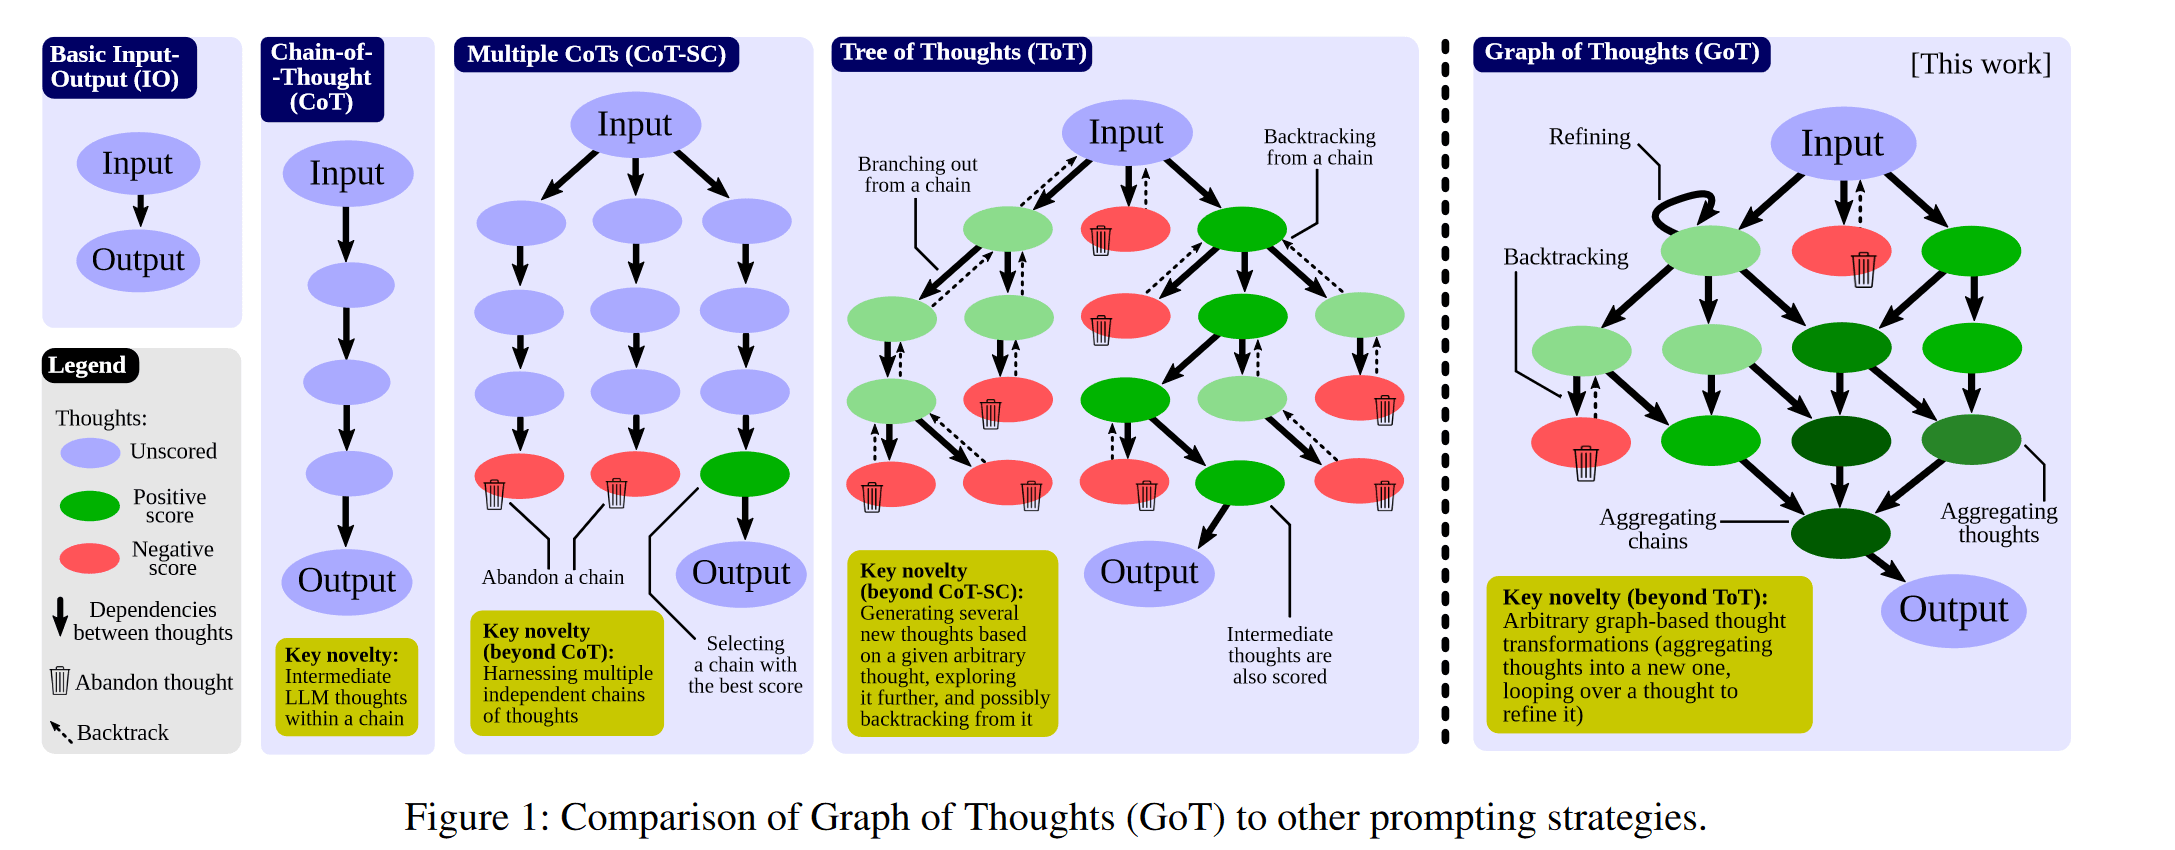 Basic Input-
Output (IO)
Input
Output
Legend
Thoughts:
Unscored
Positive
score
Negative
score
Dependencies
between thoughts
Abandon thought
Backtrack
Chain-of-
-Thought
(CoT)
Input
Output
Key novelty:
Intermediate
LLM thoughts
within a chain
Multiple CoTs (CoT-SC)
Input
Abandon a chain
Output
Key novelty
(beyond CoT):
Harnessing multiple
independent chains
of thoughts
Selecting
a chain with
the best score
Tree of Thoughts (ToT)
Input
Branching out
from a chain
Backtracking
from a chain
Output
Key novelty
(beyond CoT-SC):
Generating several
new thoughts based
on a given arbitrary
thought, exploring
it further, and possibly
backtracking from it
Intermediate
thoughts are
also scored
Graph of Thoughts (GoT)
[This work]
Refining
Input
Backtracking
Aggregating
chains
Aggregating
thoughts
Key novelty (beyond ToT):
Arbitrary graph-based thought
transformations (aggregating
thoughts into a new one,
looping over a thought to
refine it)
Output
Figure 1: Comparison of Graph of Thoughts (GoT) to other prompting strategies.